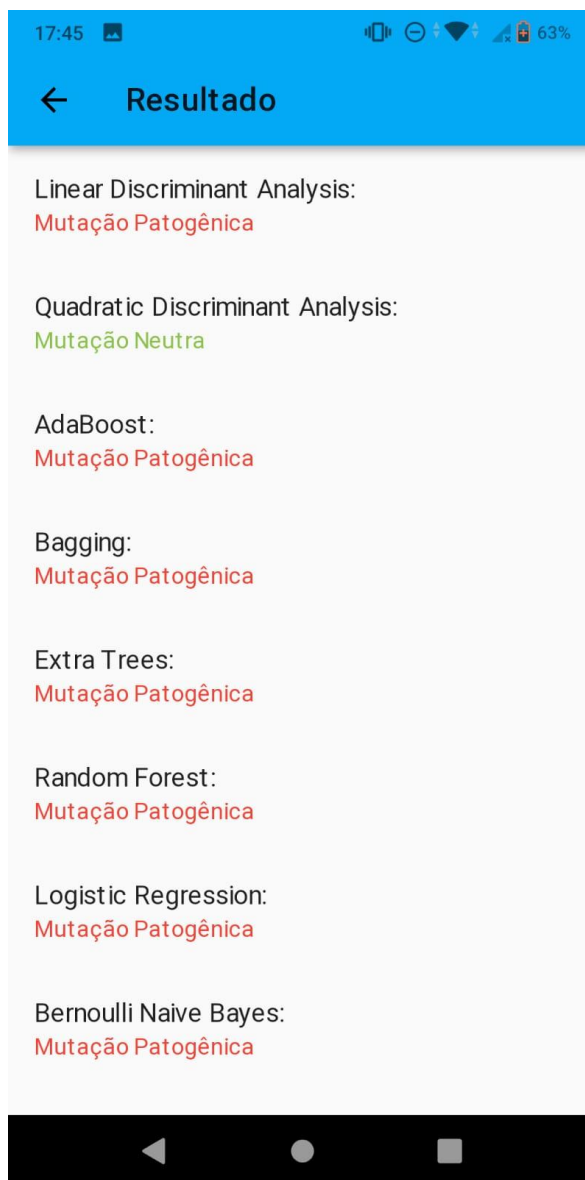 17:45 63%
Resultado
Linear Discriminant Analysis:
Mutação Patogênica
Quadratic Discriminant Analysis:
Mutação Neutra
AdaBoost:
Mutação Patogênica
Bagging:
Mutação Patogênica
Extra Trees:
Mutação Patogênica
Random Forest:
Mutação Patogênica
Logistic Regression:
Mutação Patogênica
Bernoulli Naive Bayes:
Mutação Patogênica